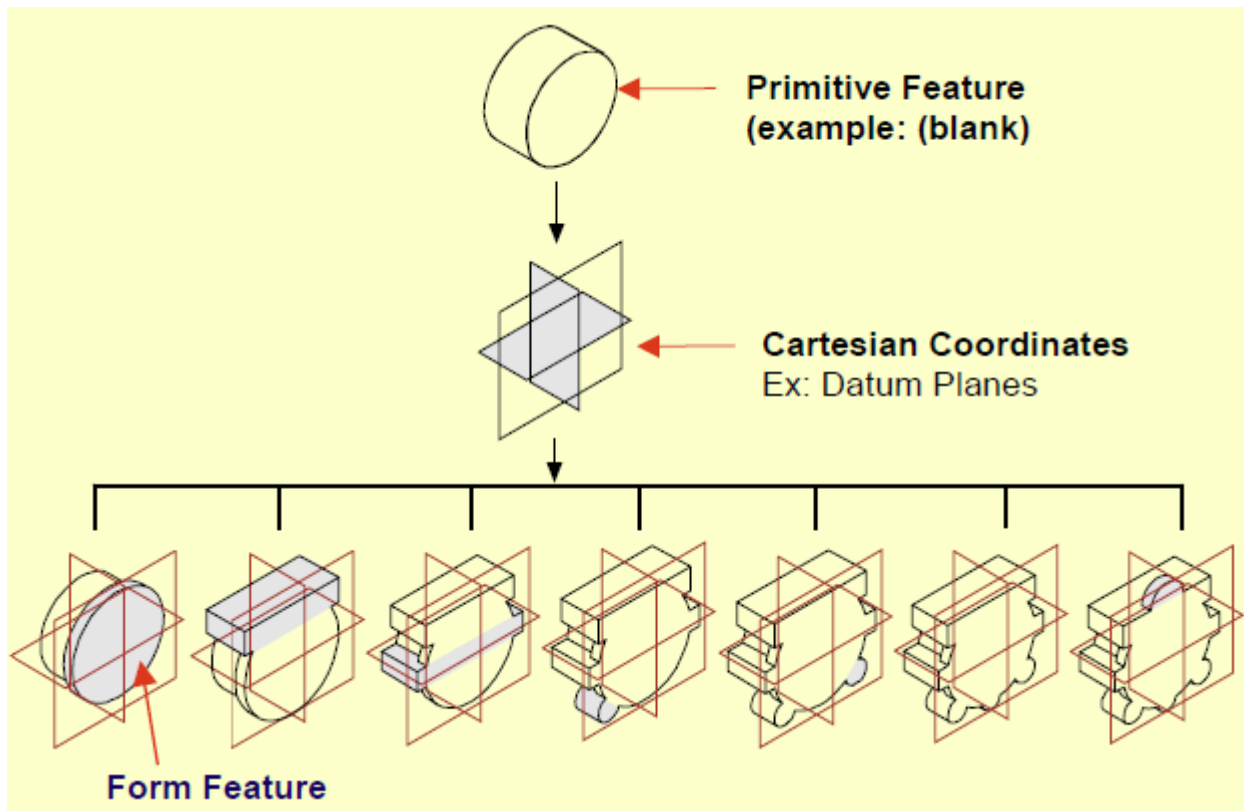 Primitive Feature
(example: (blank)
Cartesian Coordinates
Ex: Datum Planes
Form Feature